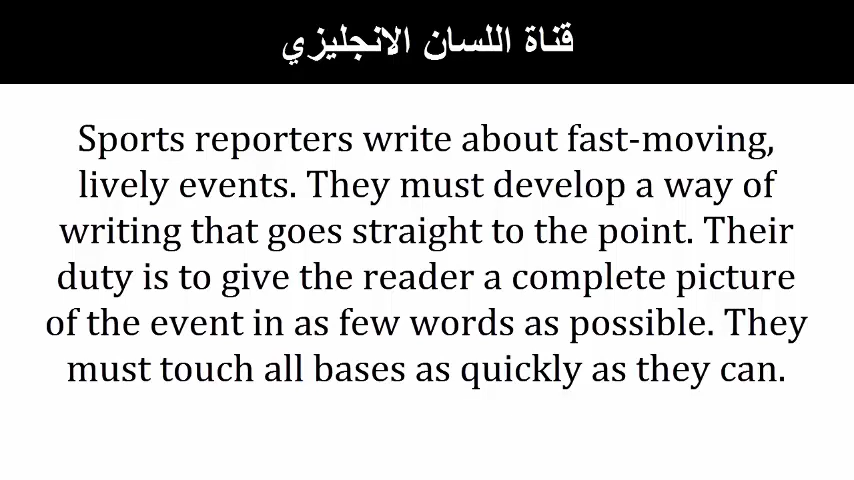 قناة اللسان الانجليزي
Sports reporters write about fast-moving,
lively events. They must develop a way of
writing that goes straight to the point. Their
duty is to give the reader a complete picture
of the event in as few words as possible. They
must touch all bases as quickly as they can.